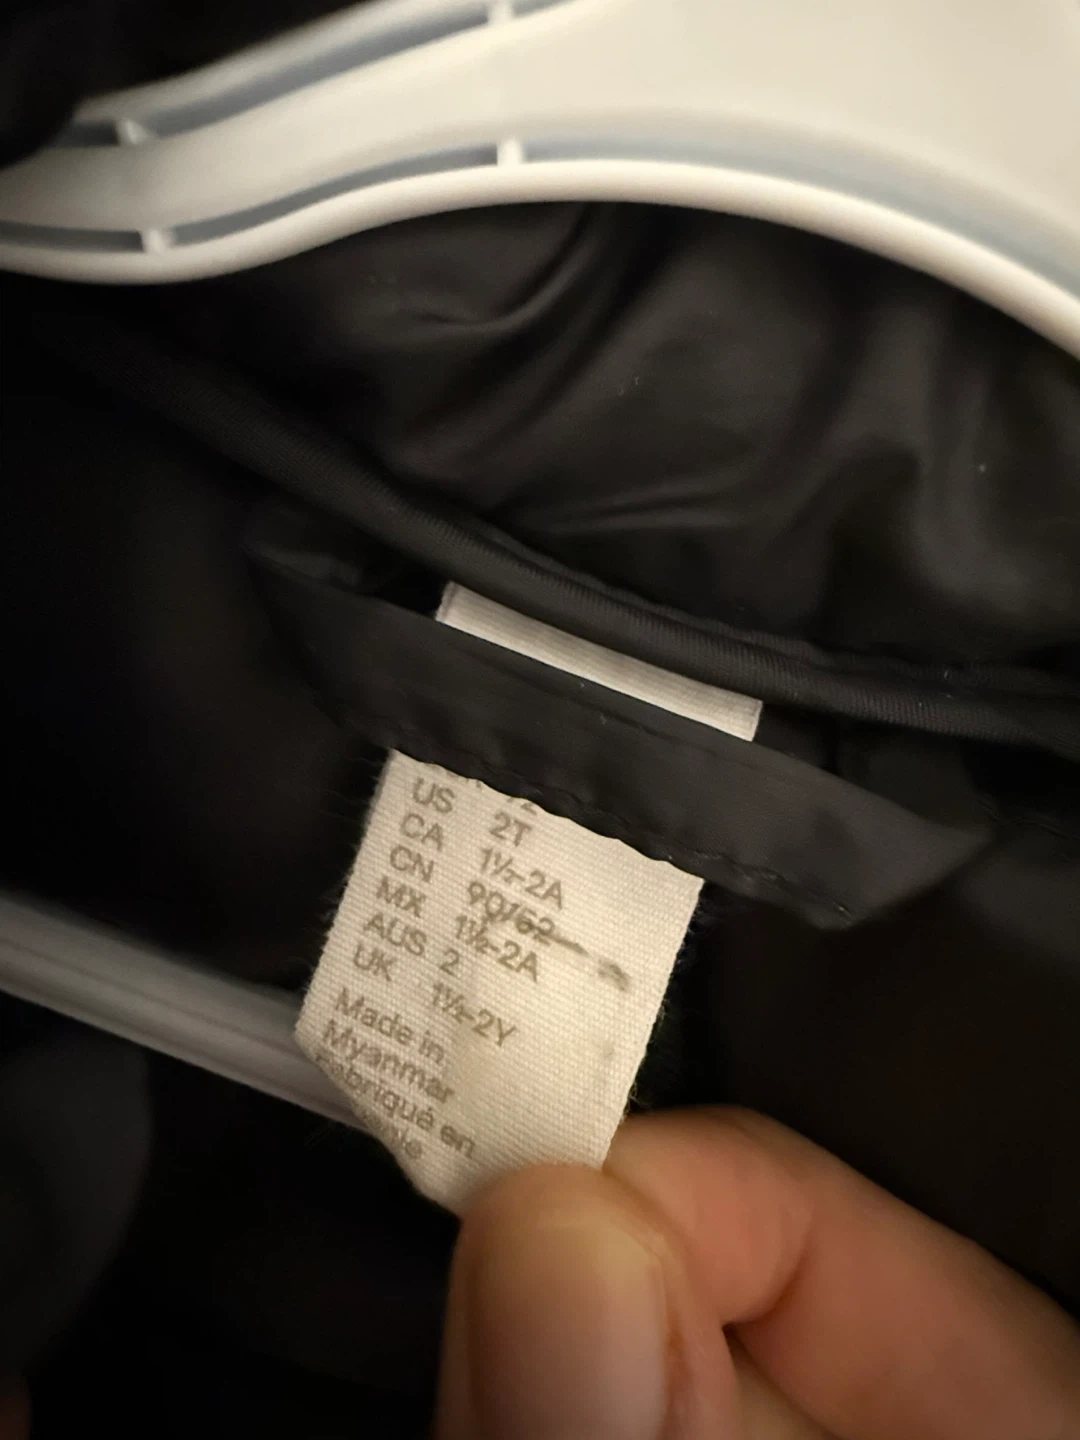 US 2T
CA 1½-2A
CN 90/52
MX 1½-2A
AUS 2
UK 1½-2Y
Made in
Myanmar
Fabriqué en